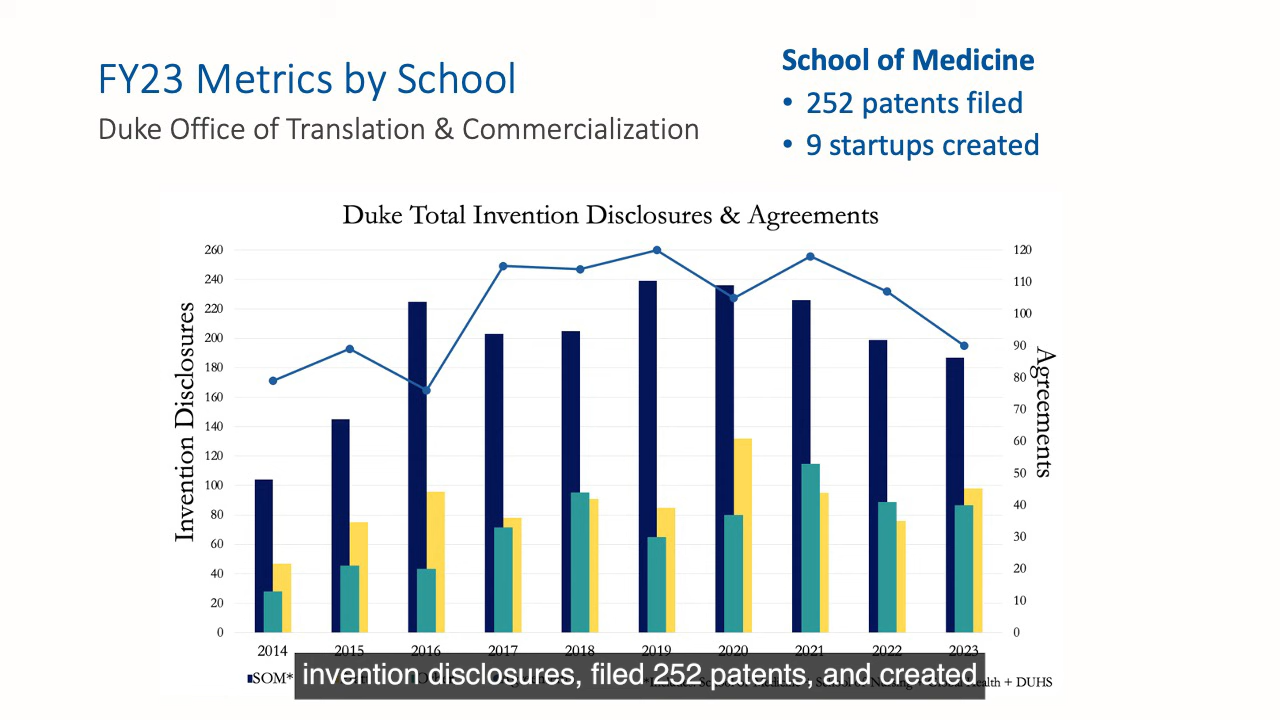 FY23 Metrics by School
Duke Office of Translation & Commercialization
School of Medicine
• 252 patents filed
• 9 startups created
Duke Total Invention Disclosures & Agreements
Invention Disclosures
260
240
220
200
180
160
140
120
100
80
60
40
20
0
120
110
100
90
80
70
60
50
40
30
20
10
0
Agreements
2014 2015 2016 2017 2018 2019 2020 2021 2022 2023
SOM*
Health + DUHS
invention disclosures, filed 252 patents, and created